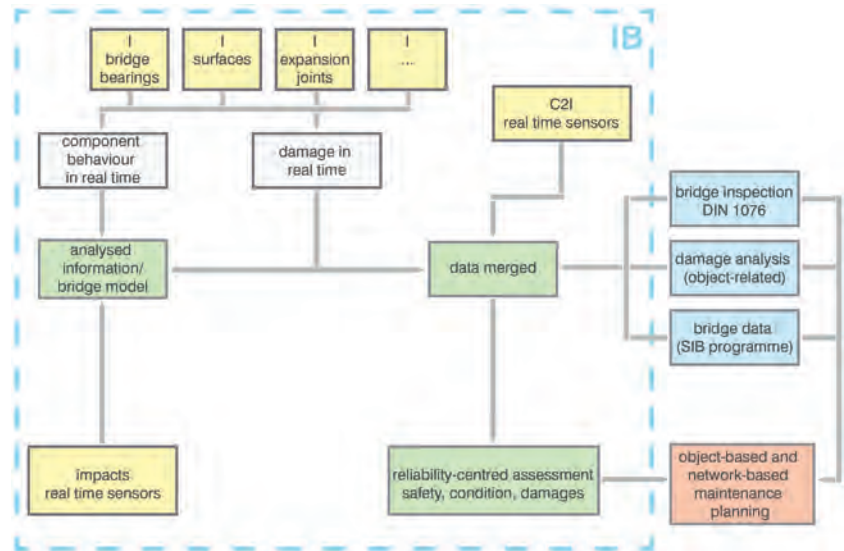 IB
I
bridge
bearings
I
surfaces
I
expansion
joints
I
...
C2I
real time sensors
component
behaviour
in real time
damage in
real time
bridge inspection
DIN 1076
analysed
information/
bridge model
data merged
damage analysis
(object-related)
bridge data
(SIB programme)
impacts
real time sensors
reliability-centred assessment
safety, condition, damages
object-based and
network-based
maintenance
planning